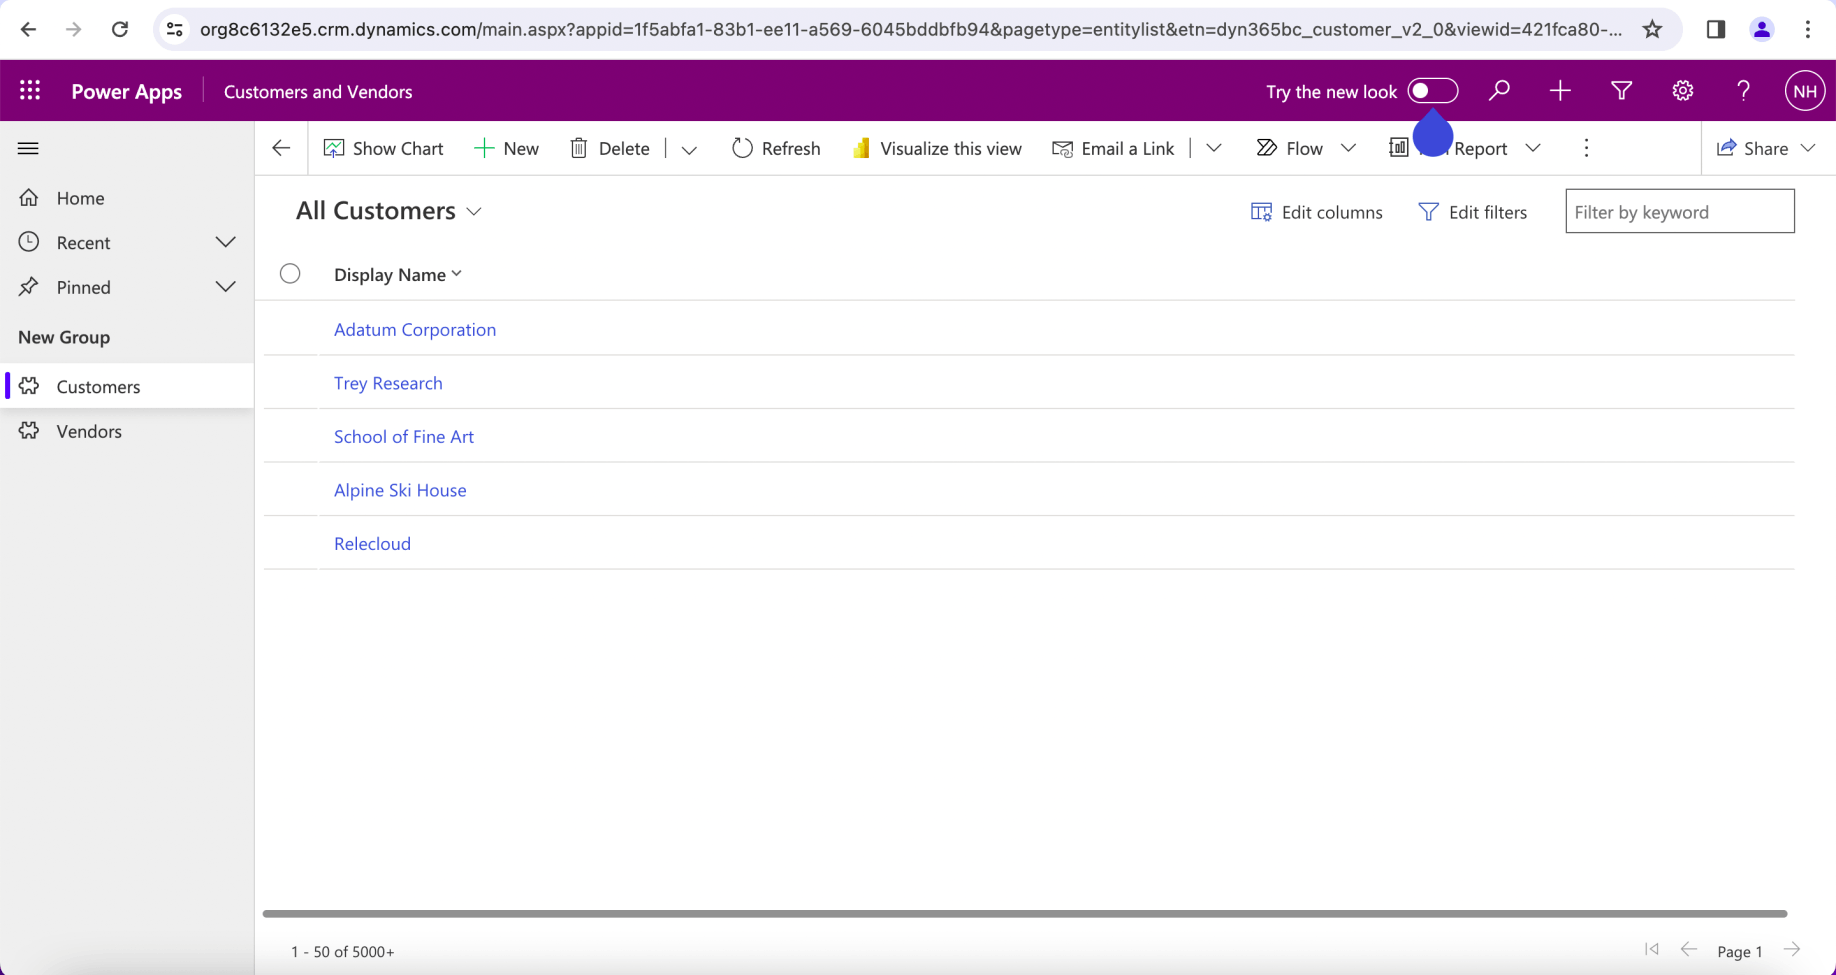 org8c6132e5.crm.dynamics.com/main.aspx?appid=1f5abfa1-83b1-ee11-a569-6045bddbfb94&pagetype=entitylist&etn=dyn365bc_customer_v2_0&viewid=421fca80-...
Power Apps Customers and Vendors Try the new look ? NH
Show Chart New Delete Refresh Visualize this view Email a Link Flow Report Share
Home
Recent
Pinned
New Group
Customers
Vendors
All Customers Edit columns Edit filters Filter by keyword
Display Name
Adatum Corporation
Trey Research
School of Fine Art
Alpine Ski House
Relecloud
1 - 50 of 5000+ Page 1